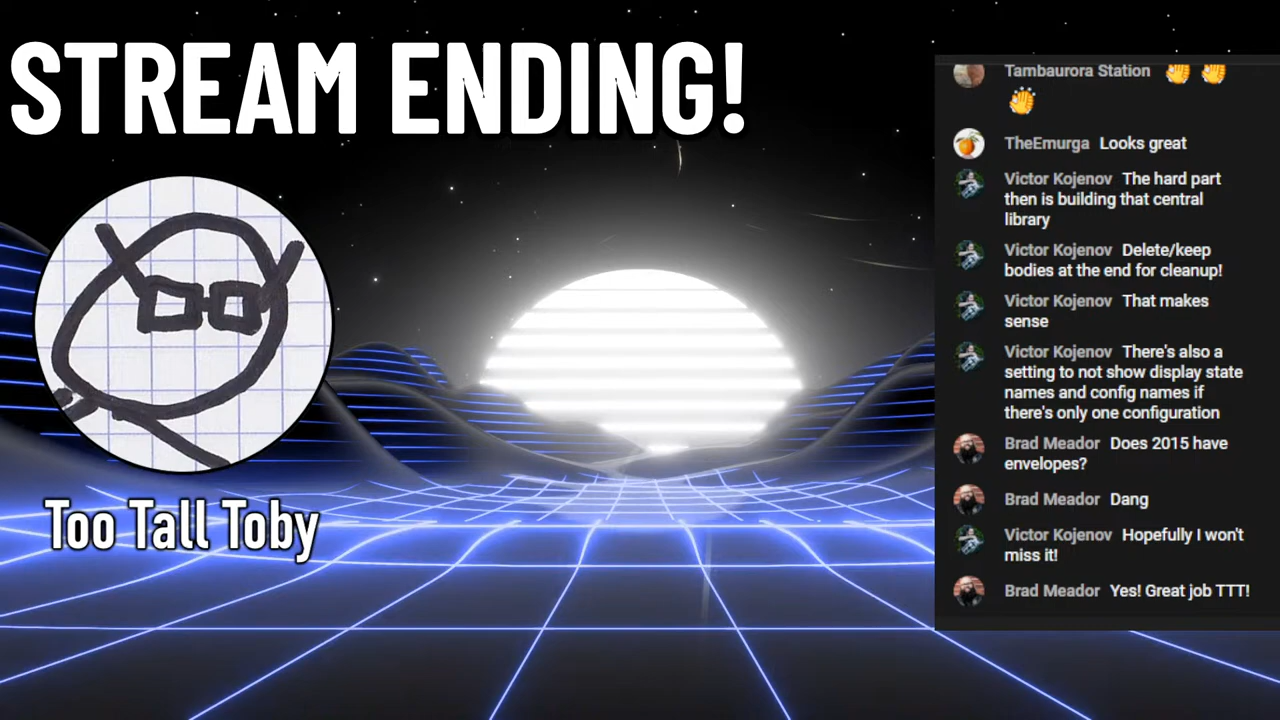 STREAM ENDING!
Too Tall Toby
Tambaurora Station 👏 👏
👏
TheEmurga Looks great
Victor Kojenov The hard part
then is building that central
library
Victor Kojenov Delete/keep
bodies at the end for cleanup!
Victor Kojenov That makes
sense
Victor Kojenov There's also a
setting to not show display state
names and config names if
there's only one configuration
Brad Meador Does 2015 have
envelopes?
Brad Meador Dang
Victor Kojenov Hopefully I won't
miss it!
Brad Meador Yes! Great job TTT!